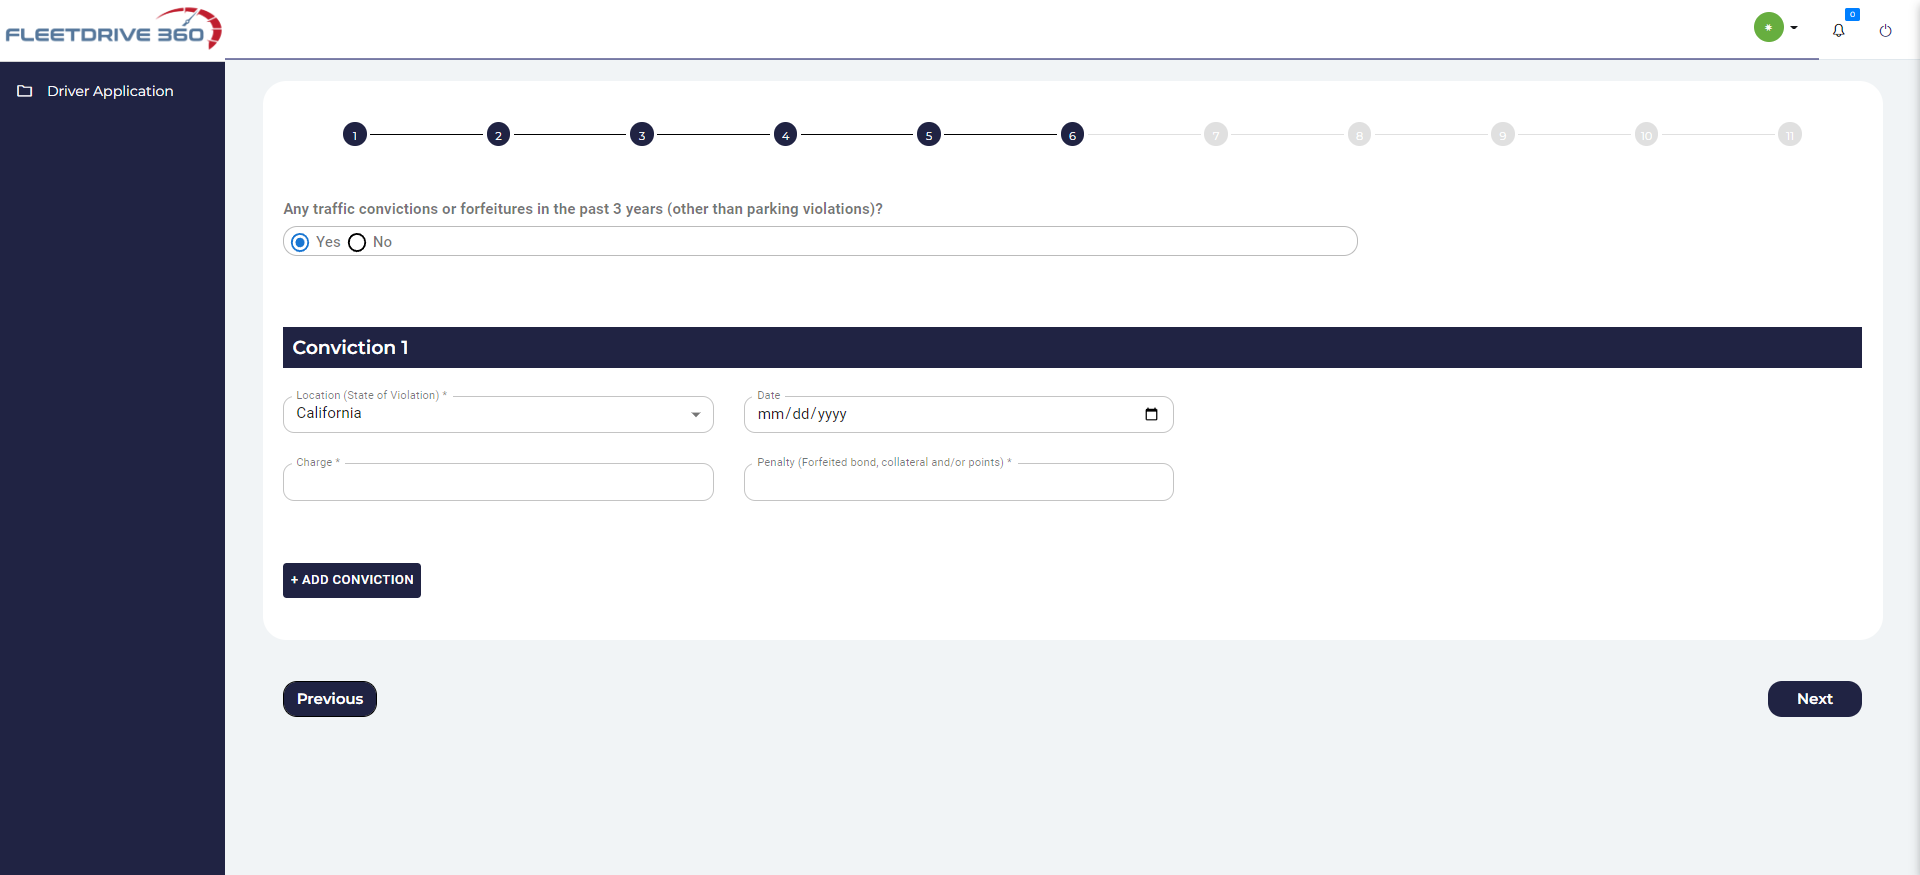 FLEETDRIVE 360
0
Driver Application
1 2 3 4 5 6 7 8 9 10 11
Any traffic convictions or forfeitures in the past 3 years (other than parking violations)?
Yes No
Conviction 1
Location (State of Violation) *
California
Date
mm/dd/yyyy
Charge *
Penalty (Forfeited bond, collateral and/or points) *
+ ADD CONVICTION
Previous
Next